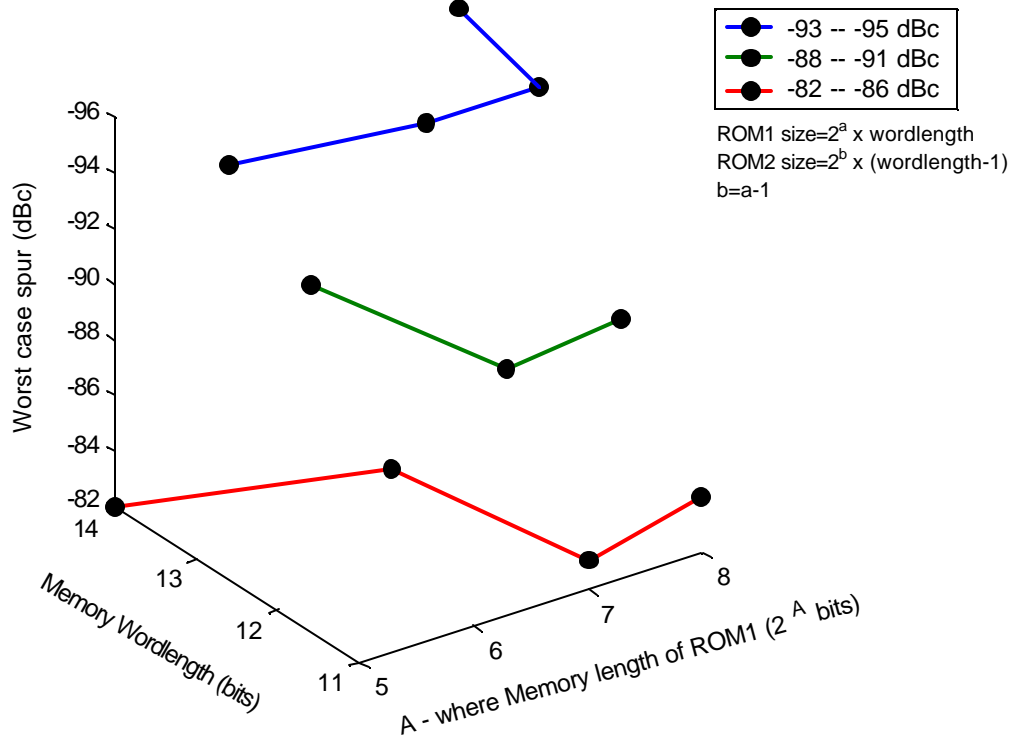 -93 -- -95 dBc
-88 -- -91 dBc
-82 -- -86 dBc
ROM1 size=2^a x wordlength
ROM2 size=2^b x (wordlength-1)
b=a-1
Worst case spur (dBc)
-96
-94
-92
-90
-88
-86
-84
-82
14
13
12
11
Memory Wordlength (bits)
5
6
7
8
A - where Memory length of ROM1 (2^A bits)